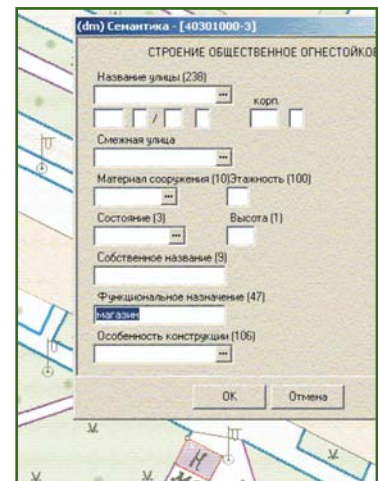 (dm) Семантика - [40301000-3]
СТРОЕНИЕ ОБЩЕСТВЕННОЕ ОГНЕСТОЙКО
Название улицы (238)
корп.
/
Смежная улица
Материал сооружения (10) Этажность (100)
Состояние (3) Высота (1)
Собственное название (9)
Функциональное назначение (47)
магазин
Особенность конструкции (106)
OK Отмена
Н